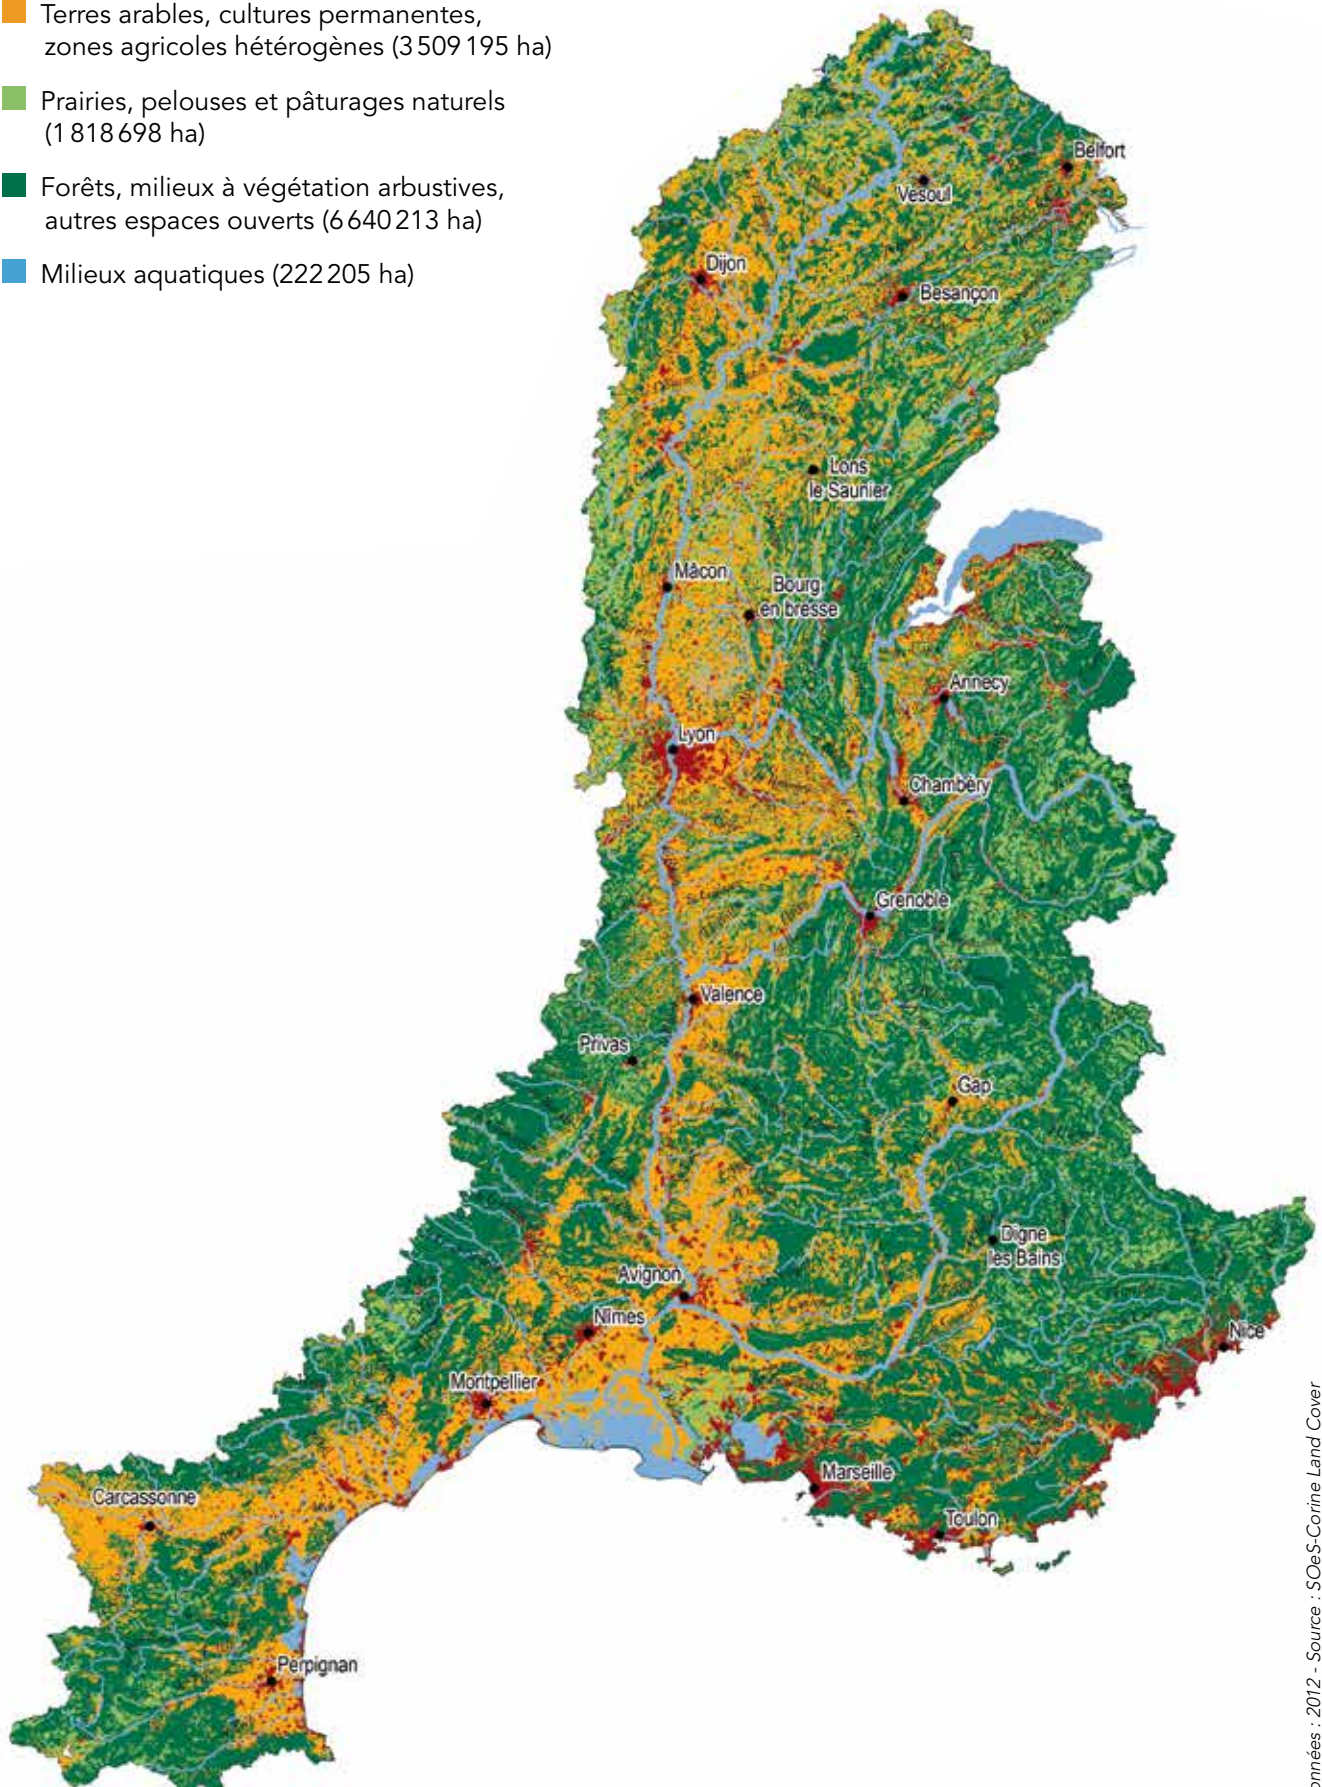 Terres arables, cultures permanentes,
zones agricoles hétérogènes (3 509 195 ha)
Prairies, pelouses et pâturages naturels
(1 818 698 ha)
Forêts, milieux à végétation arbustives,
autres espaces ouverts (6 640 213 ha)
Milieux aquatiques (222 205 ha)
Belfort
Vesoul
Dijon
Besançon
Lons
le Saunier
Mâcon
Bourg
en bresse
Annecy
Lyon
Chambéry
Grenoble
Valence
Privas
Gap
Digne
les Bains
Avignon
Nîmes
Nice
Montpellier
Marseille
Carcassonne
Toulon
Perpignan
onnées : 2012 - Source : SOeS-Corine Land Cover